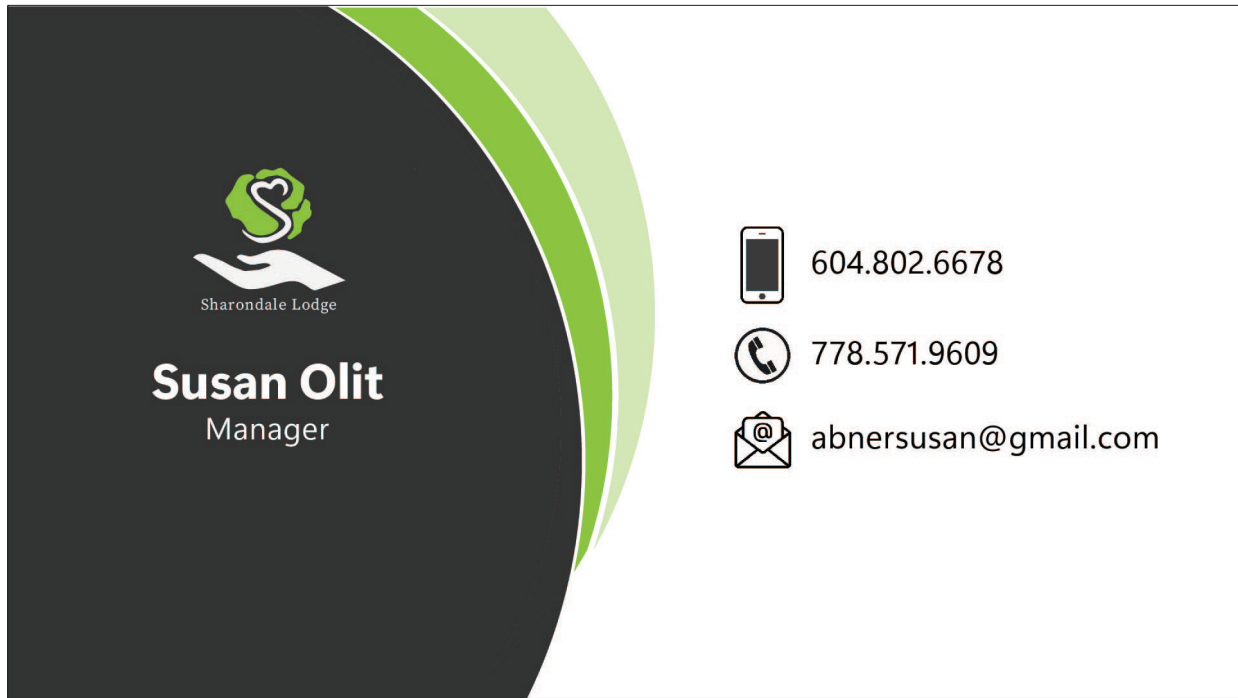 Sharondale Lodge
Susan Olit
Manager
604.802.6678
778.571.9609
abnersusan@gmail.com